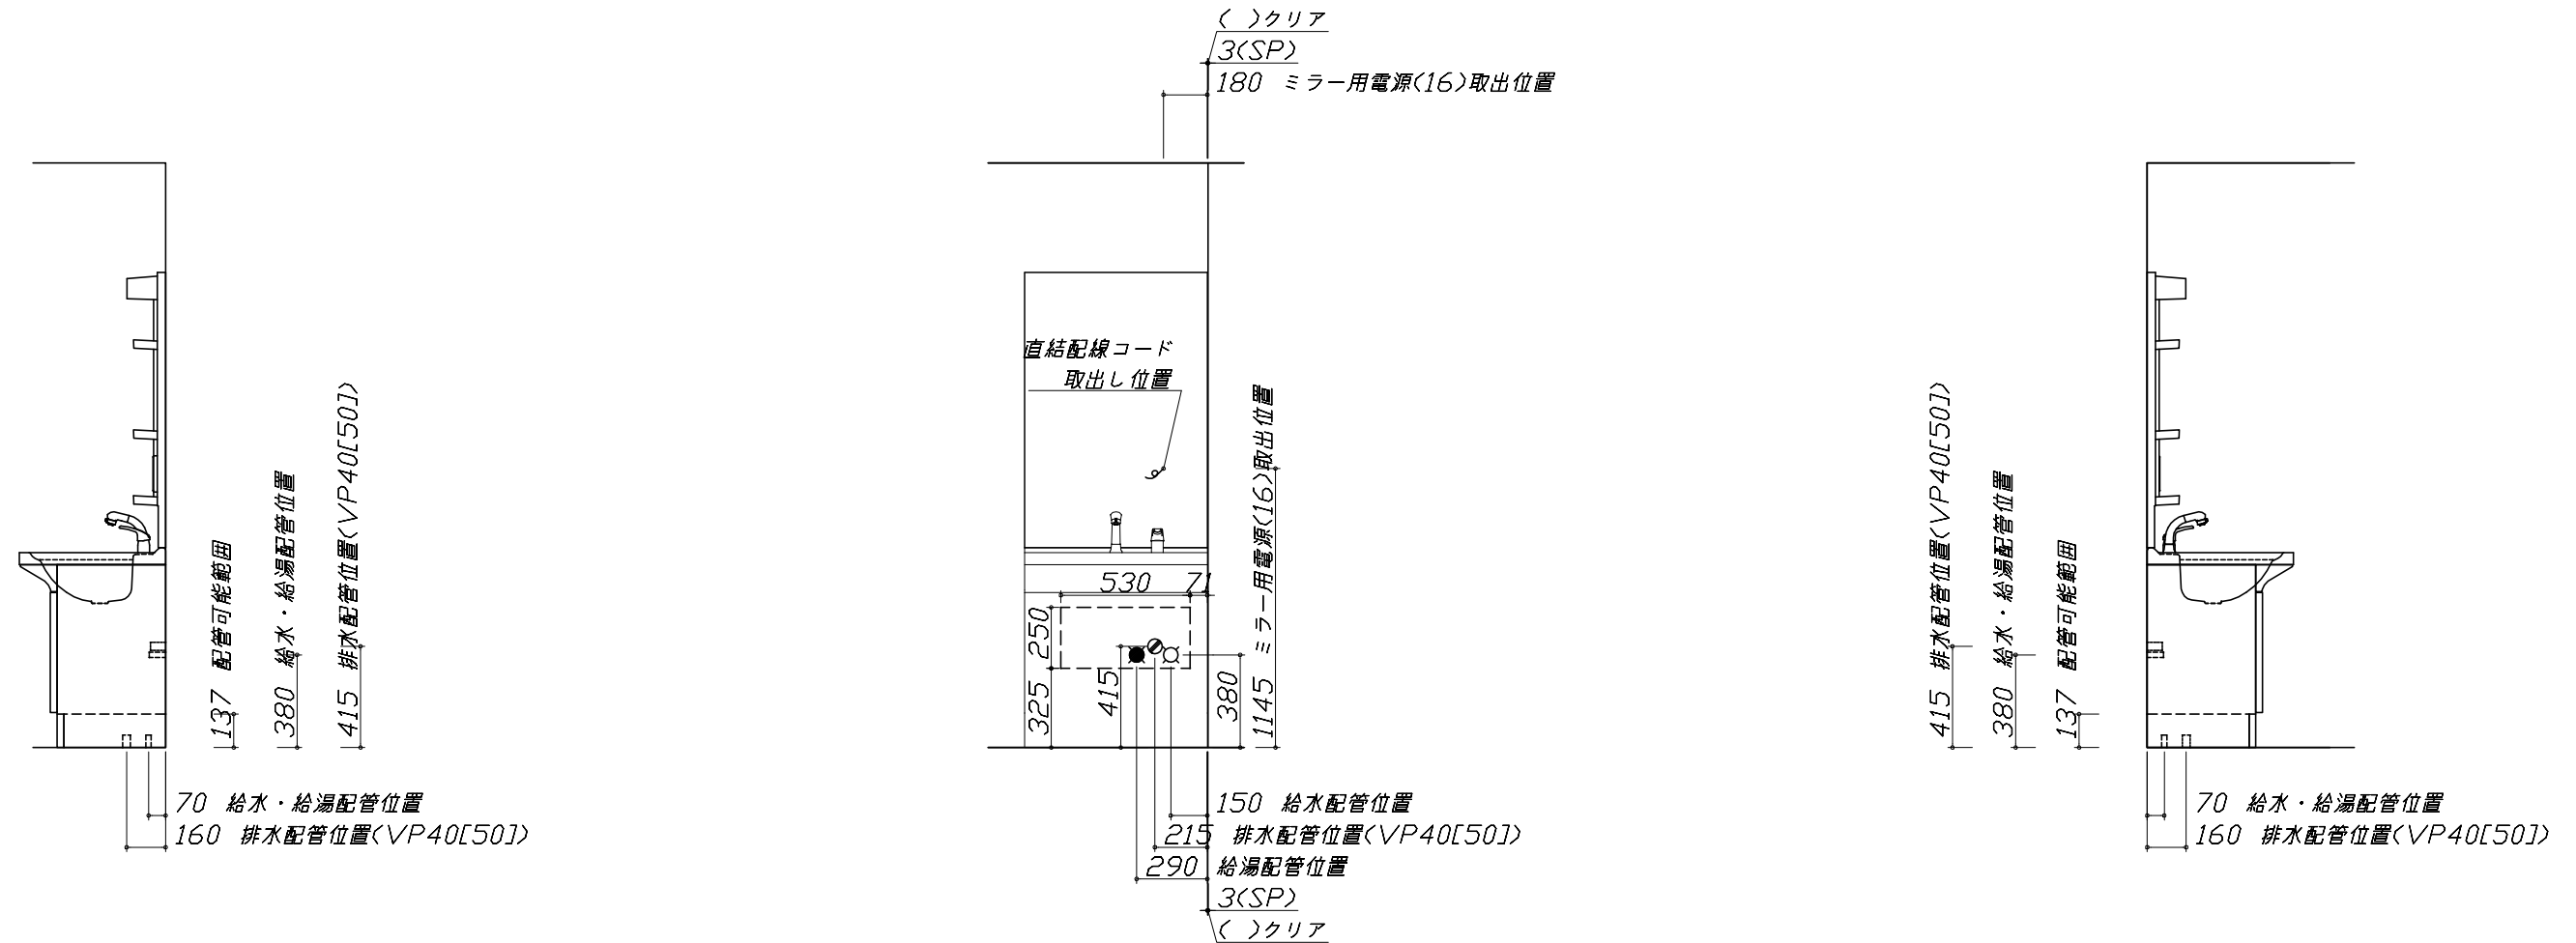 ( )クリア
3(SP)
180 ミラー用電源(16)取出位置
直結配線コード
取出し位置
137 配管可能範囲
380 給水・給湯配管位置
415 排水配管位置(VP40[50])
70 給水・給湯配管位置
160 排水配管位置(VP40[50])
530
71
250
325
415
380
1145 ミラー用電源(16)取出位置
150 給水配管位置
215 排水配管位置(VP40[50])
290 給湯配管位置
3(SP)
( )クリア
415 排水配管位置(VP40[50])
380 給水・給湯配管位置
137 配管可能範囲
70 給水・給湯配管位置
160 排水配管位置(VP40[50])